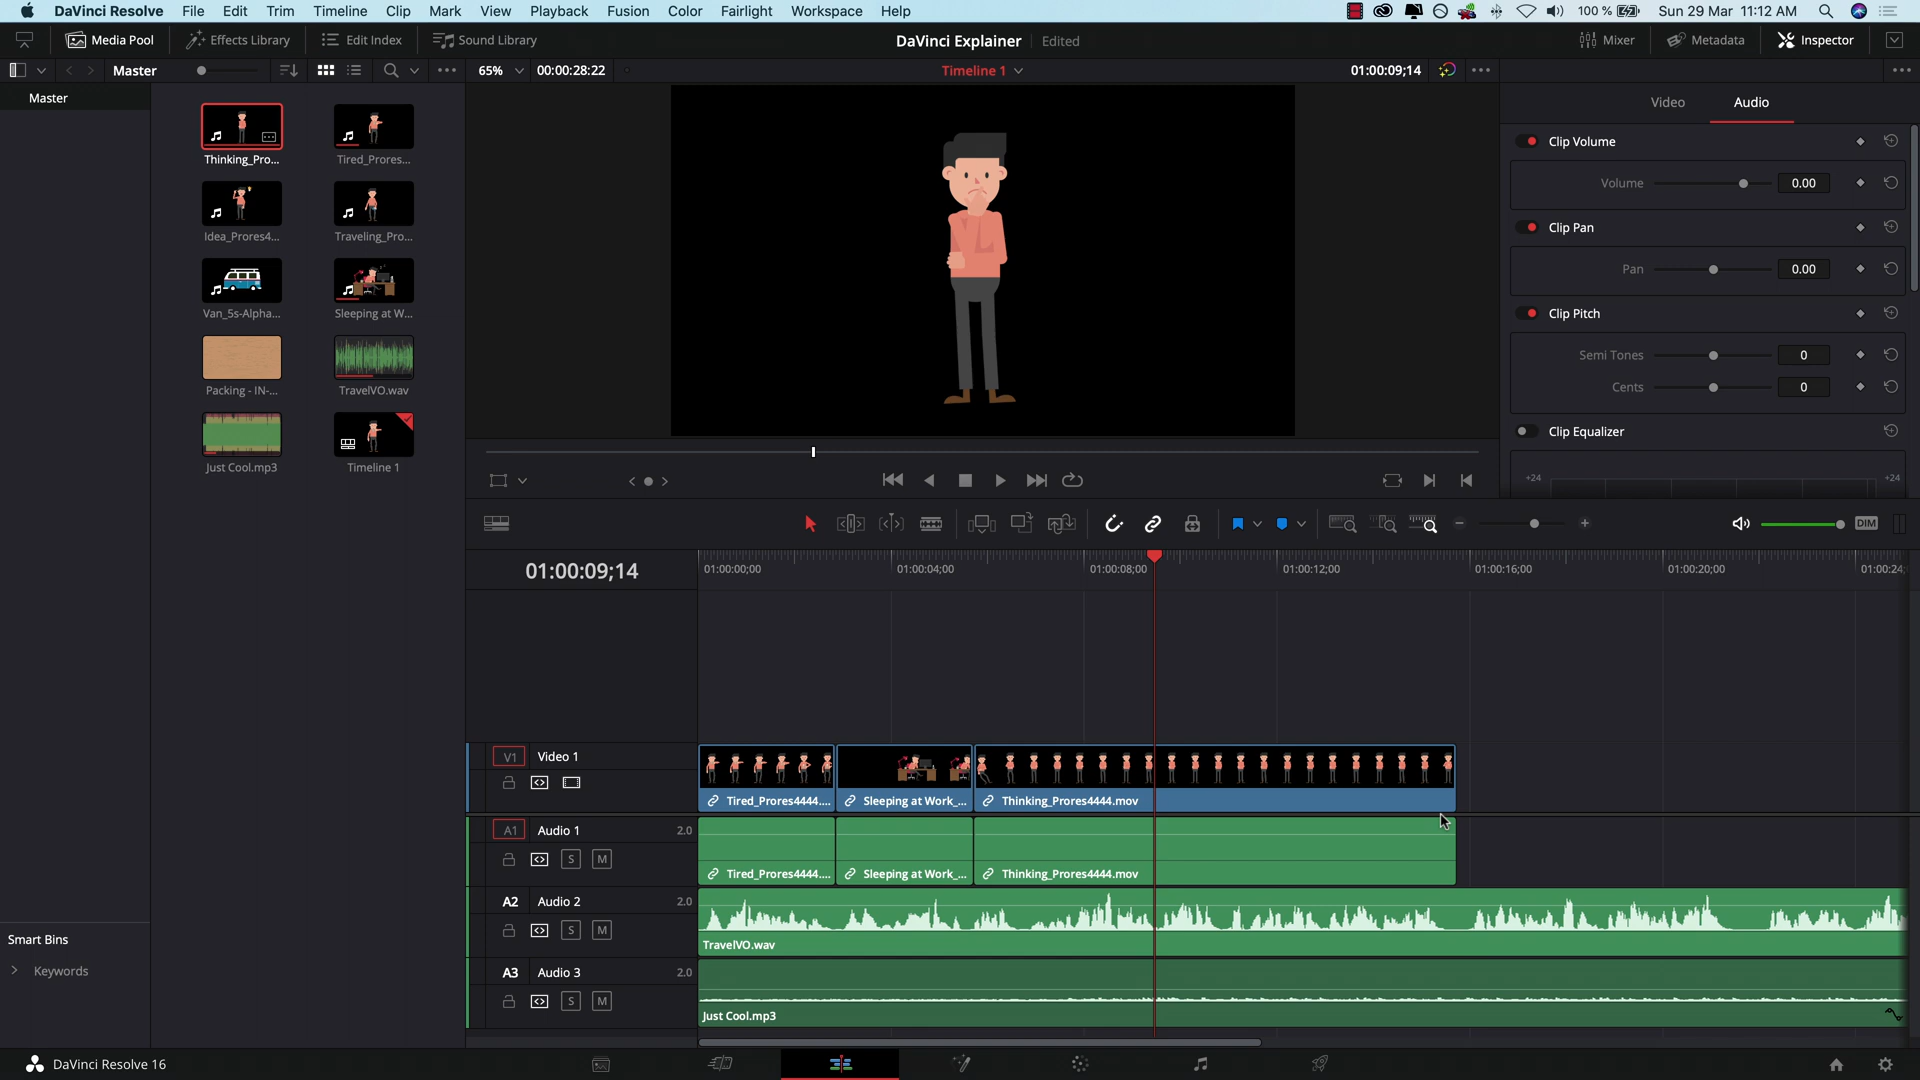 DaVinci Resolve File Edit Trim Timeline Clip Mark View Playback Fusion Color Fairlight Workspace Help 100 % Sun 29 Mar 11:12 AM
Media Pool Effects Library Edit Index Sound Library DaVinci Explainer Edited Mixer Metadata Inspector
Master 65% 00:00:28:22 Timeline 1 01:00:09;14
Master
Video Audio
Clip Volume
Volume 0.00
Clip Pan
Pan 0.00
Clip Pitch
Semi Tones 0
Cents 0
Clip Equalizer
+24 +24
Thinking_Pro... Tired_Prores...
Idea_Prores4... Traveling_Pro...
Van_5s-Alpha... Sleeping at W...
Packing - IN-... TravelVO.wav
Just Cool.mp3 Timeline 1
DIM
01:00:09;14 01:00:00;00 01:00:04;00 01:00:08;00 01:00:12;00 01:00:16;00 01:00:20;00 01:00:24;
V1 Video 1
Tired_Prores4444.... Sleeping at Work_... Thinking_Prores4444.mov
A1 Audio 1 2.0
S M
Tired_Prores4444.... Sleeping at Work_... Thinking_Prores4444.mov
A2 Audio 2 2.0
S M
TravelVO.wav
A3 Audio 3 2.0
S M
Just Cool.mp3
Smart Bins
Keywords
DaVinci Resolve 16